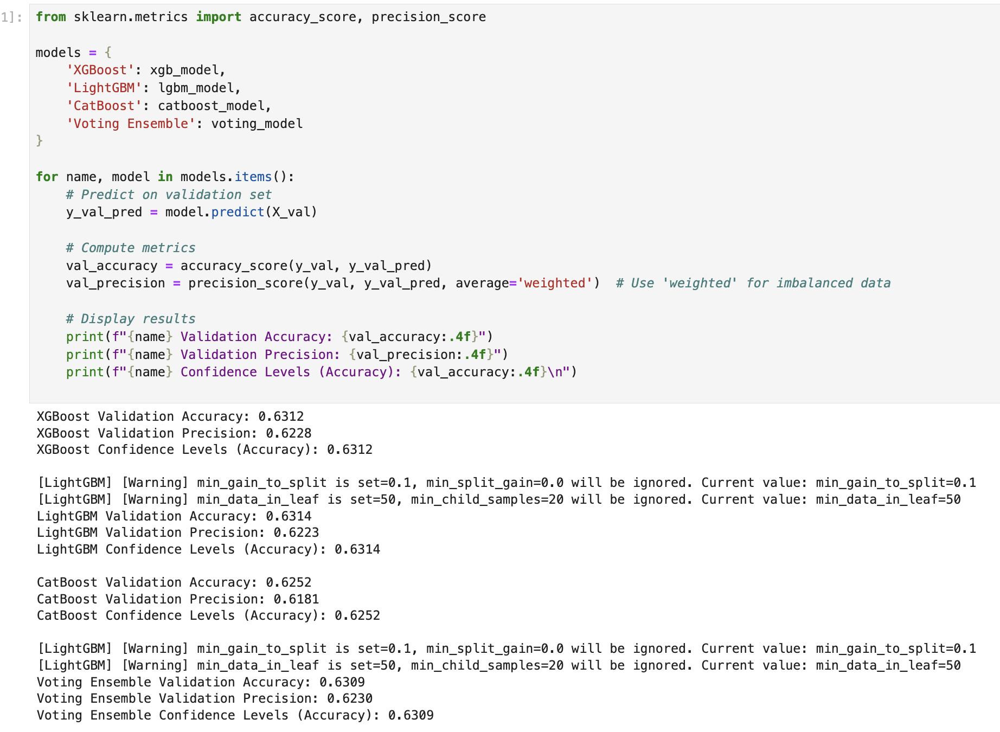 1]:
from sklearn.metrics import accuracy_score, precision_score
models = {
    'XGBoost': xgb_model,
    'LightGBM': lgbm_model,
    'CatBoost': catboost_model,
    'Voting Ensemble': voting_model
}
for name, model in models.items():
    # Predict on validation set
    y_val_pred = model.predict(X_val)
    # Compute metrics
    val_accuracy = accuracy_score(y_val, y_val_pred)
    val_precision = precision_score(y_val, y_val_pred, average='weighted')  # Use 'weighted' for imbalanced data
    # Display results
    print(f"{name} Validation Accuracy: {val_accuracy:.4f}")
    print(f"{name} Validation Precision: {val_precision:.4f}")
    print(f"{name} Confidence Levels (Accuracy): {val_accuracy:.4f}\n")
XGBoost Validation Accuracy: 0.6312
XGBoost Validation Precision: 0.6228
XGBoost Confidence Levels (Accuracy): 0.6312
[LightGBM] [Warning] min_gain_to_split is set=0.1, min_split_gain=0.0 will be ignored. Current value: min_gain_to_split=0.1
[LightGBM] [Warning] min_data_in_leaf is set=50, min_child_samples=20 will be ignored. Current value: min_data_in_leaf=50
LightGBM Validation Accuracy: 0.6314
LightGBM Validation Precision: 0.6223
LightGBM Confidence Levels (Accuracy): 0.6314
CatBoost Validation Accuracy: 0.6252
CatBoost Validation Precision: 0.6181
CatBoost Confidence Levels (Accuracy): 0.6252
[LightGBM] [Warning] min_gain_to_split is set=0.1, min_split_gain=0.0 will be ignored. Current value: min_gain_to_split=0.1
[LightGBM] [Warning] min_data_in_leaf is set=50, min_child_samples=20 will be ignored. Current value: min_data_in_leaf=50
Voting Ensemble Validation Accuracy: 0.6309
Voting Ensemble Validation Precision: 0.6230
Voting Ensemble Confidence Levels (Accuracy): 0.6309